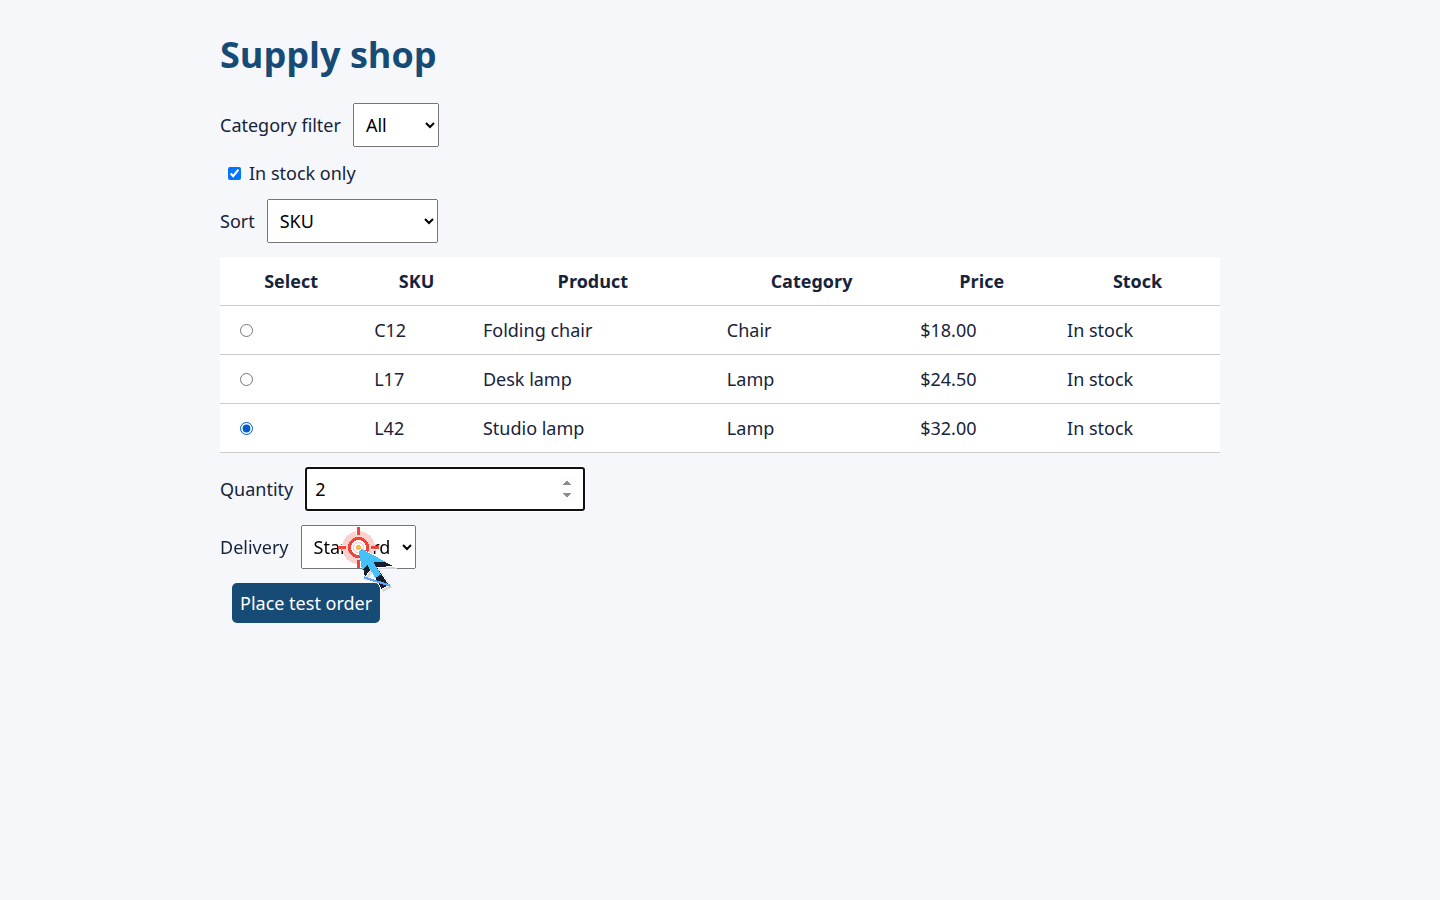 Supply shop
Category filter All
In stock only
Sort SKU
Select SKU Product Category Price Stock
C12 Folding chair Chair $18.00 In stock
L17 Desk lamp Lamp $24.50 In stock
L42 Studio lamp Lamp $32.00 In stock
Quantity 2
Delivery
Place test order